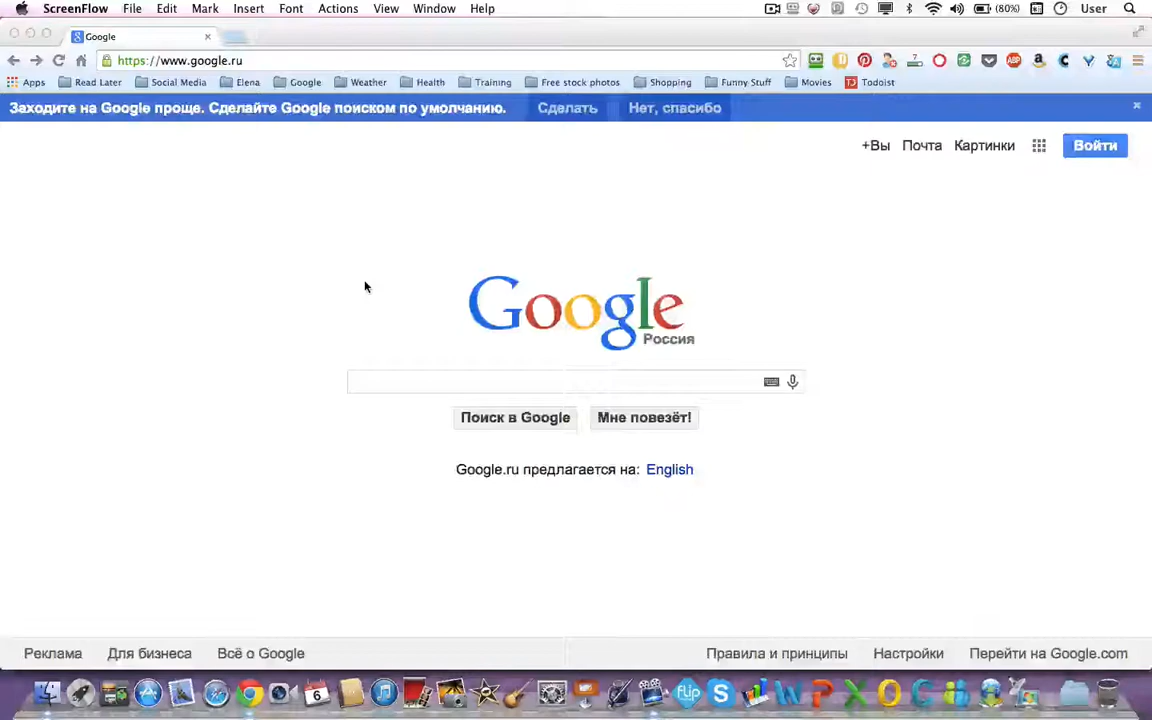 ScreenFlow File Edit Mark Insert Font Actions View Window Help (80%) User
Google
https://www.google.ru
Apps Read Later Social Media Elena Google Weather Health Training Free stock photos Shopping Funny Stuff Movies Todoist
Заходите на Google проще. Сделайте Google поиском по умолчанию. Сделать Нет, спасибо
+Вы Почта Картинки Войти
Google
Россия
Поиск в Google Мне повезёт!
Google.ru предлагается на: English
Реклама Для бизнеса Всё о Google Правила и принципы Настройки Перейти на Google.com
6 flip